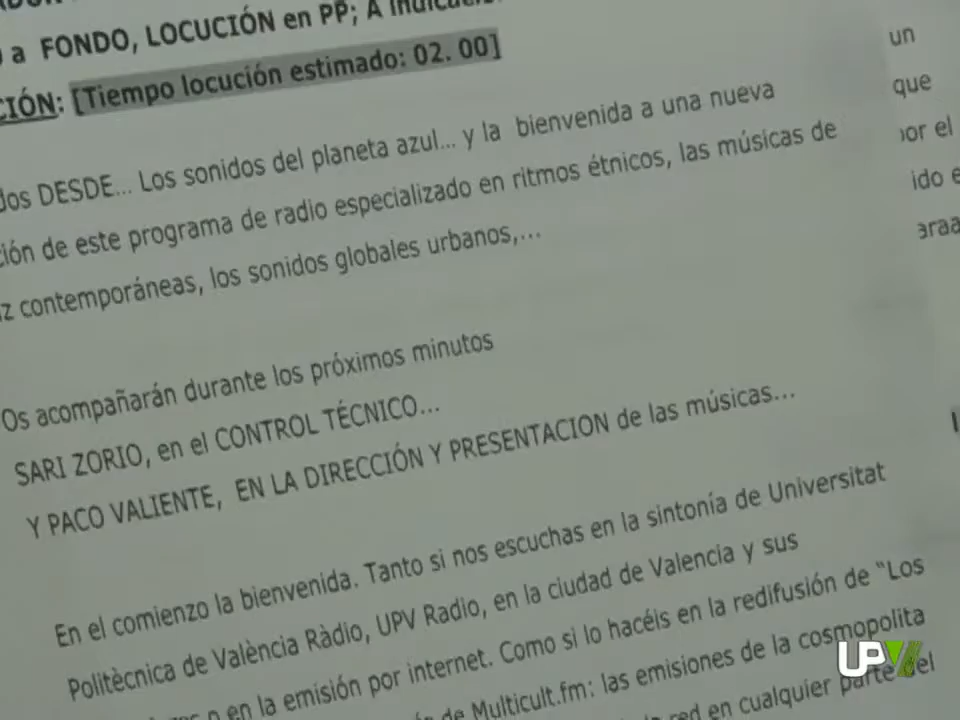 a FONDO, LOCUCIÓN en PP; A
CIÓN: [Tiempo locución estimado: 02. 00]
dos DESDE... Los sonidos del planeta azul... y la bienvenida a una nueva
ción de este programa de radio especializado en ritmos étnicos, las músicas de
z contemporáneas, los sonidos globales urbanos,...
Os acompañarán durante los próximos minutos
SARI ZORIO, en el CONTROL TÉCNICO...
Y PACO VALIENTE, EN LA DIRECCIÓN Y PRESENTACION de las músicas...
En el comienzo la bienvenida. Tanto si nos escuchas en la sintonía de Universitat
Politècnica de València Ràdio, UPV Radio, en la ciudad de Valencia y sus
en la emisión por internet. Como si lo hacéis en la redifusión de "Los
de Multicult.fm: las emisiones de la cosmopolita
red en cualquier parte del
un
que
por el
ido e
araa
UPV